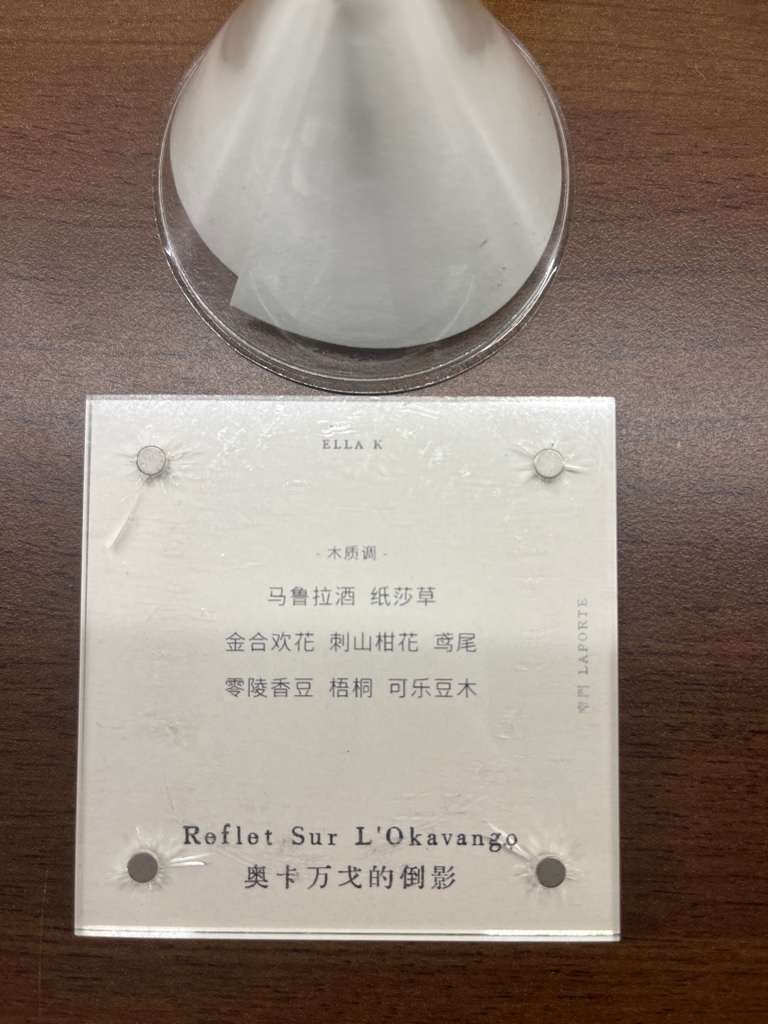 ELLA K
- 木质调 -
马鲁拉酒 纸莎草
金合欢花 刺山柑花 鸢尾
零陵香豆 梧桐 可乐豆木
窄門 LAPORTE
Reflet Sur L'Okavango
奥卡万戈的倒影